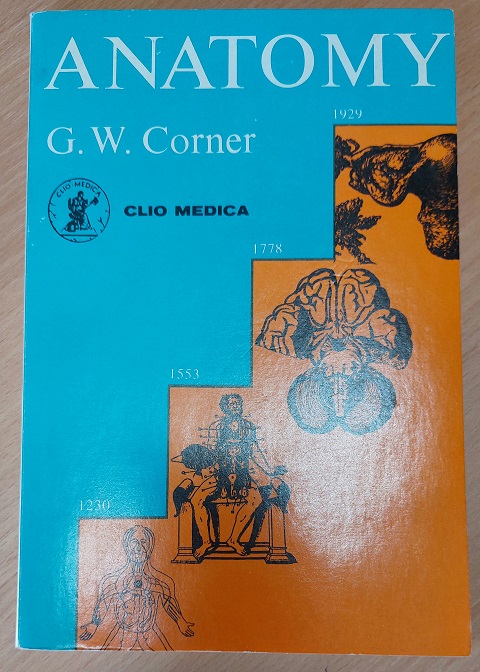 ANATOMY
G. W. Corner
CLIO-MEDICA
CLIO MEDICA
1929
1778
1553
1230